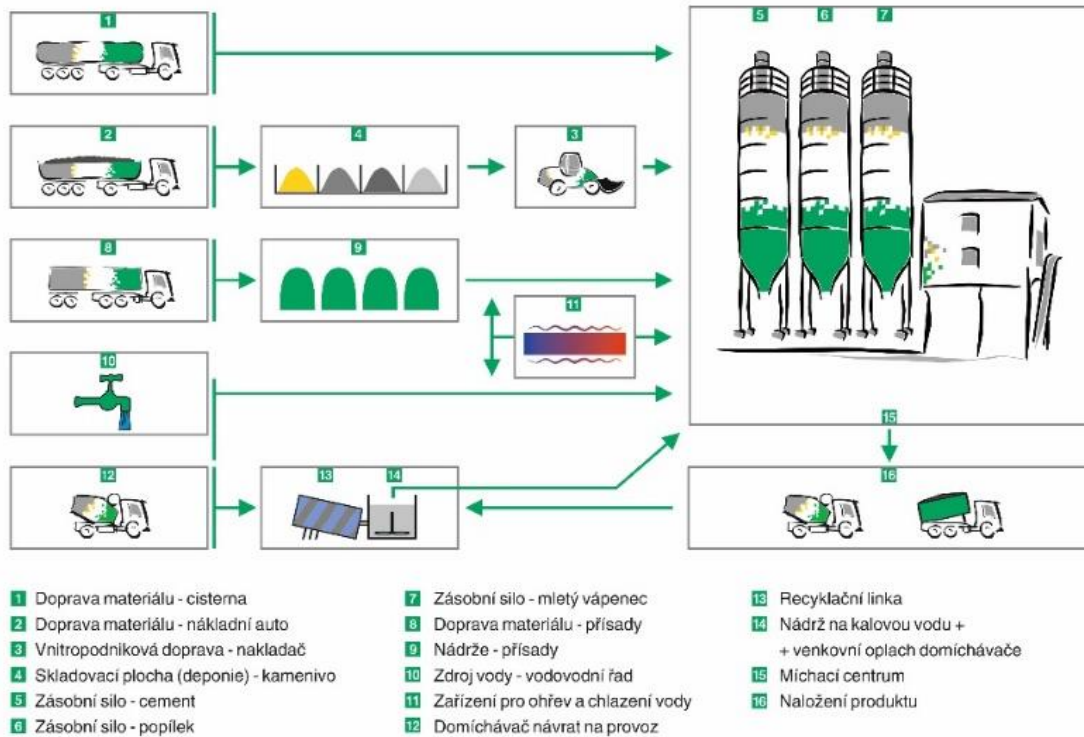 1
5
6
7
2
4
3
8
9
11
10
15
12
13
14
16
1 Doprava materiálu - cisterna
2 Doprava materiálu - nákladní auto
3 Vnitropodniková doprava - nakladač
4 Skladovací plocha (deponie) - kamenivo
5 Zásobní silo - cement
6 Zásobní silo - popílek
7 Zásobní silo - mletý vápenec
8 Doprava materiálu - přísady
9 Nádrže - přísady
10 Zdroj vody - vodovodní řad
11 Zařízení pro ohřev a chlazení vody
12 Domíchávač návrat na provoz
13 Recyklační linka
14 Nádrž na kalovou vodu +
+ venkovní oplach domíchávače
15 Míchací centrum
16 Naložení produktu